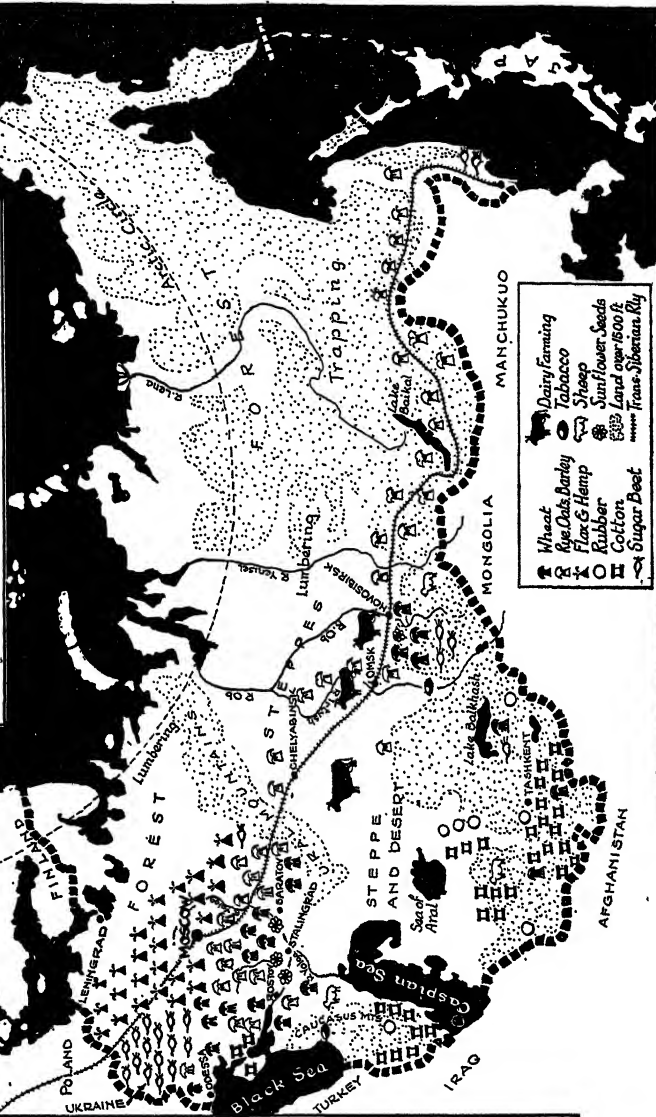 JAP
Arctic Circle
FOREST
Trapping
R. Lena
Lake Baikal
MANCHUKUO
MONGOLIA
Lumbering
R. Yenisei
NOVOSIBIRSK
R. Ob
R. Ob
STEPPES
OMSK
CHELYABINSK
Lumbering
URAL MOUNTAINS
FOREST
FINLAND
LENINGRAD
MOSCOW
SARATOV
STALINGRAD
ROSTOV
POLAND
UKRAINE
ODESSA
Black Sea
CAUCASUS MTS
TURKEY
IRAQ
Caspian Sea
STEPPE
AND DESERT
Sea of Aral
Lake Balkhash
TASHKENT
AFGHANISTAN
Wheat
Rye, Oats, Barley
Flax & Hemp
Rubber
Cotton
Sugar Beet
Dairy Farming
Tabacco
Sheep
Sunflower Seeds
Land over 1500 ft
Trans-Siberian Rly